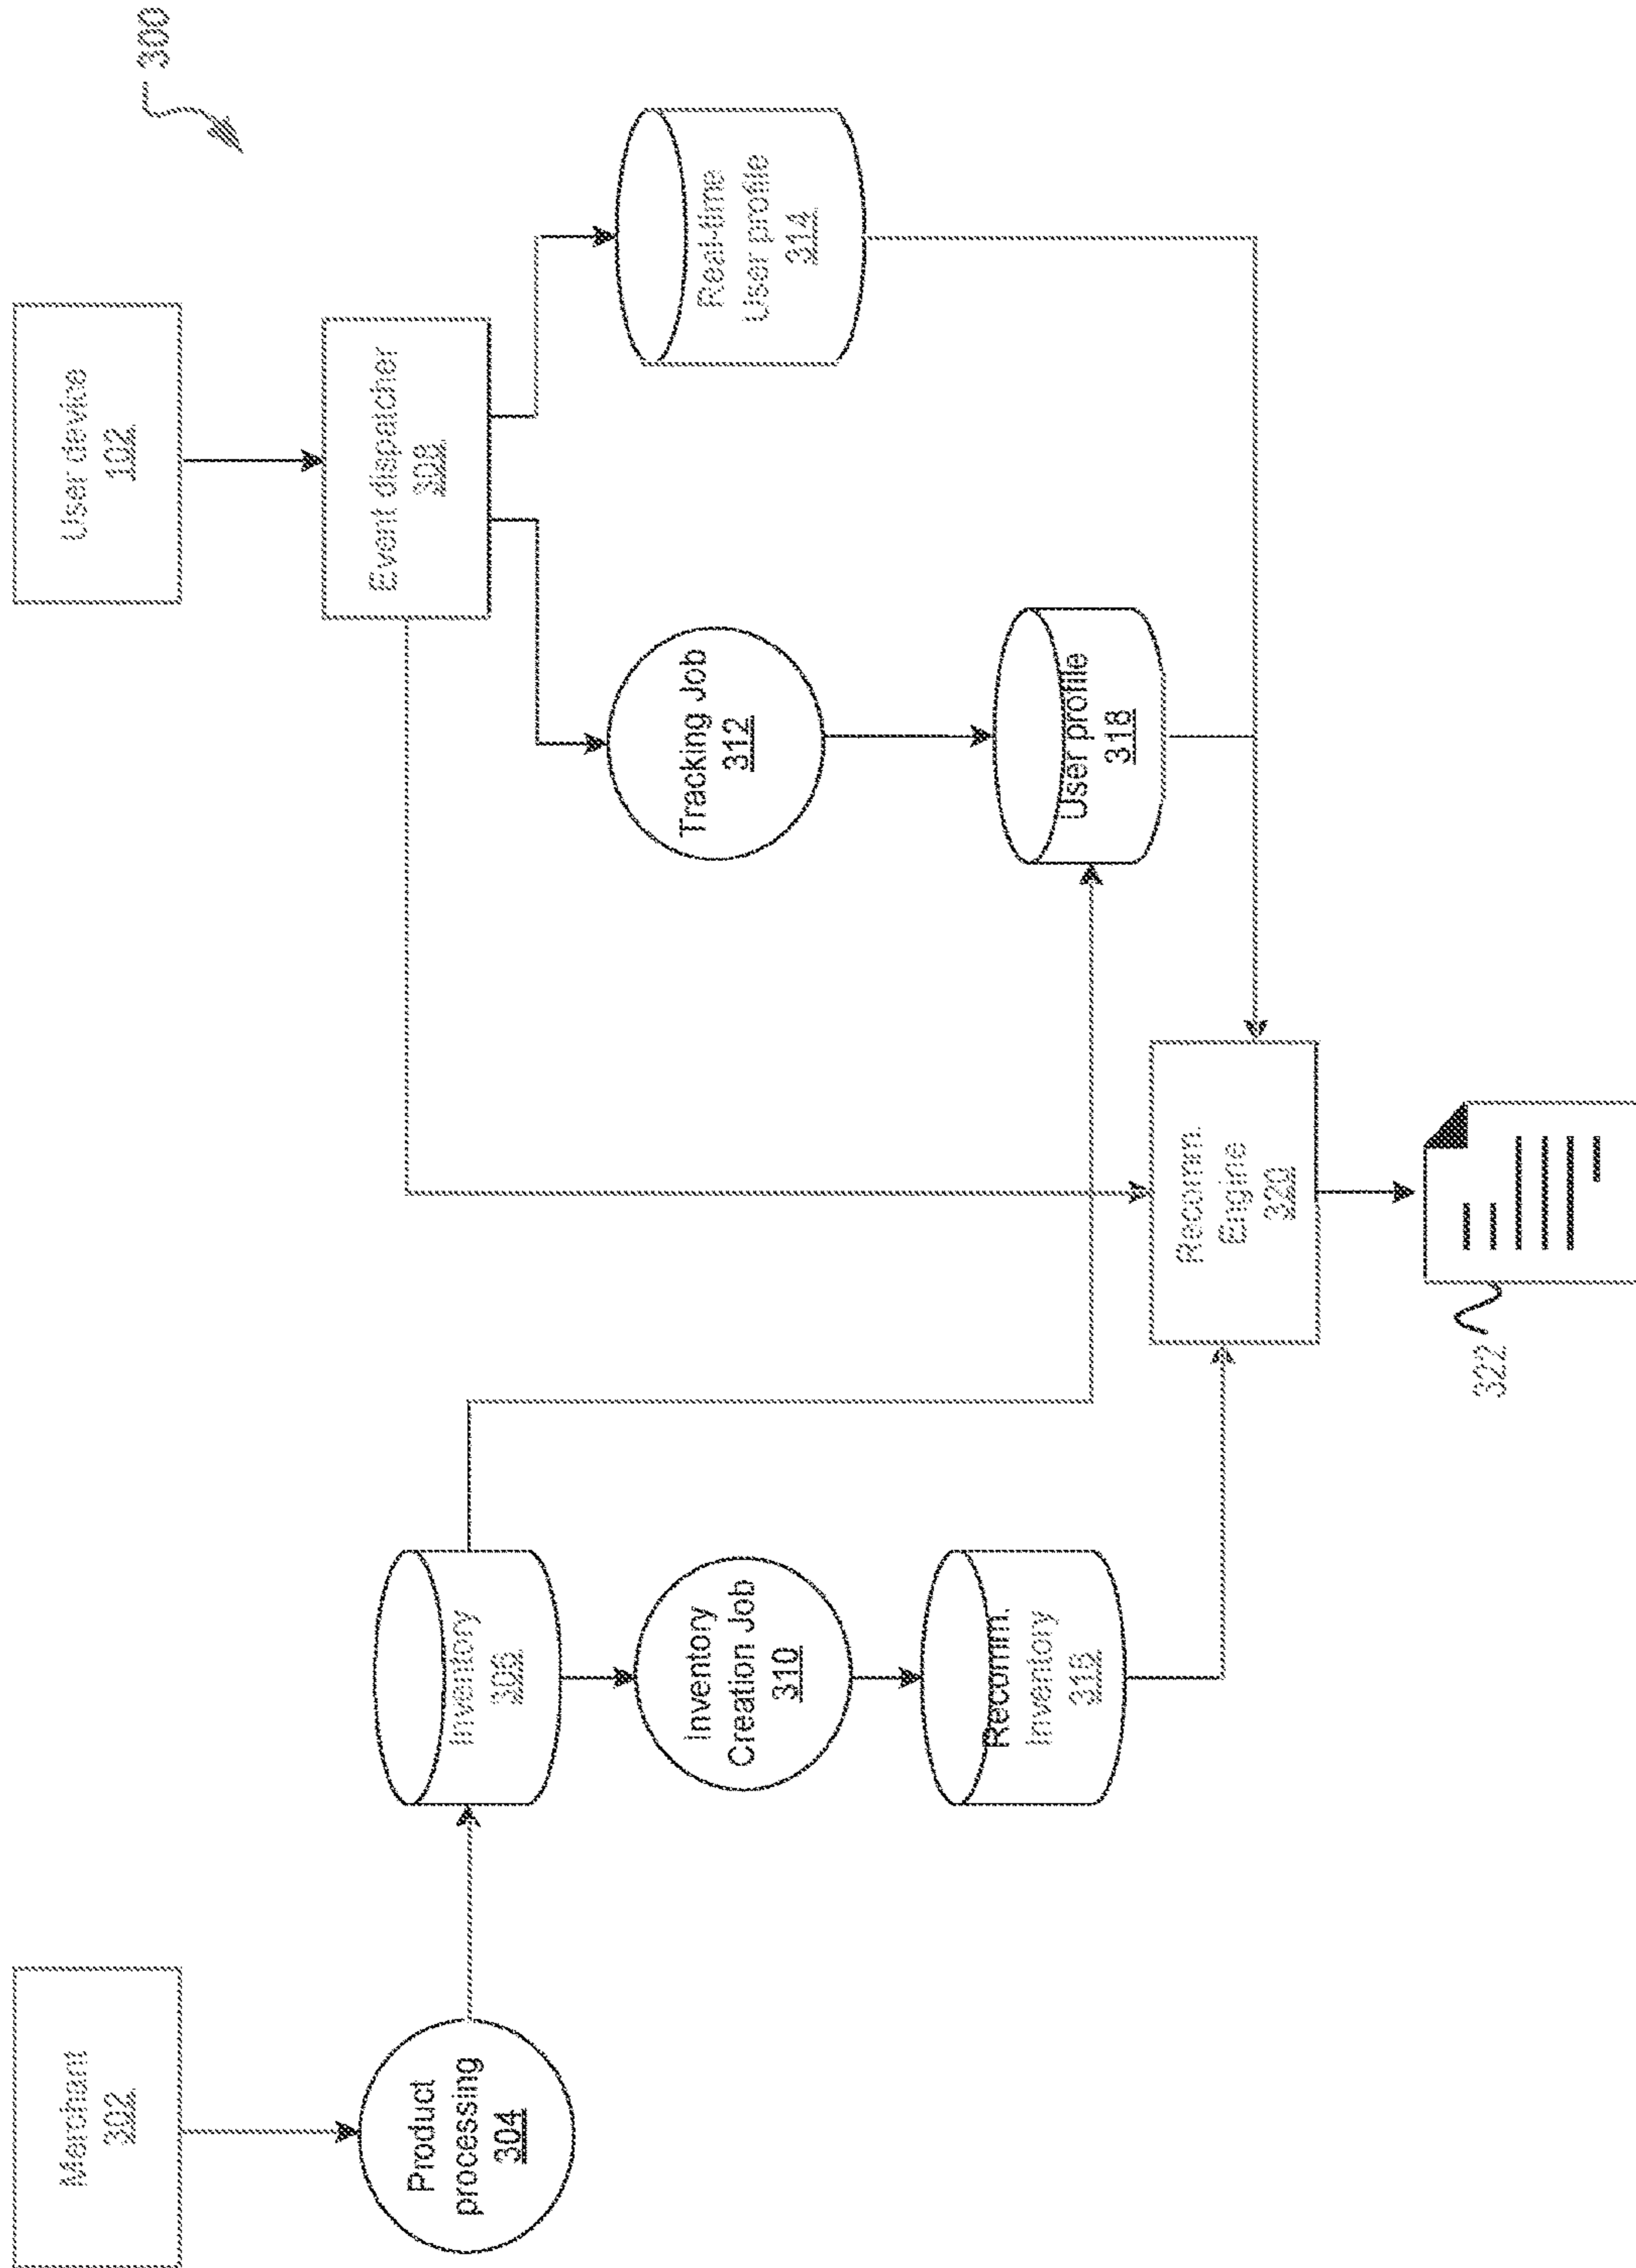 300
Merchant
302
User device
102
Product
processing
304
Inventory
306
Event dispatcher
308
Inventory
Creation Job
310
Tracking Job
312
Real-time
User profile
314
Recomm.
Inventory
316
User profile
318
Recomm.
Engine
320
322